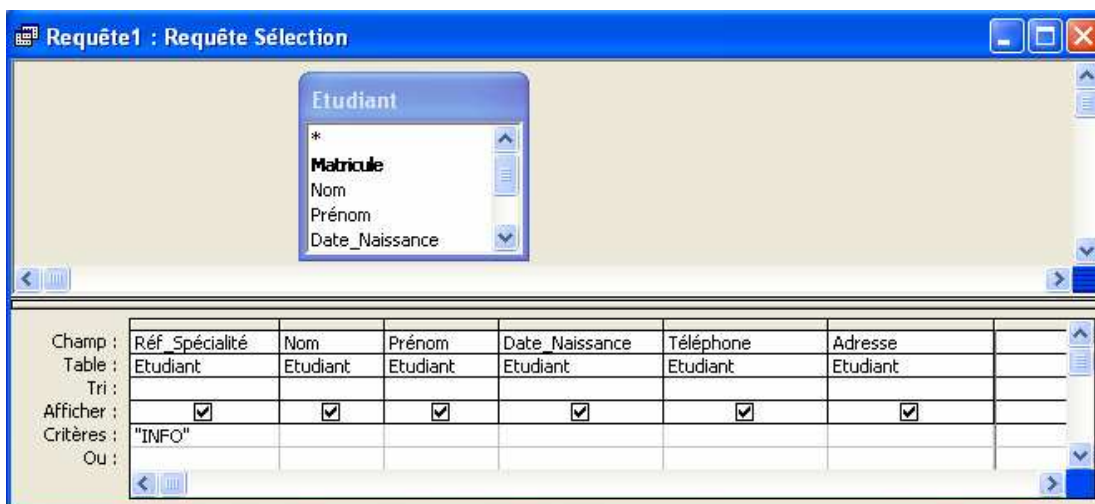 Requête1 : Requête Sélection
Etudiant
*
Matricule
Nom
Prénom
Date_Naissance
Champ : Réf_Spécialité Nom Prénom Date_Naissance Téléphone Adresse
Table : Etudiant Etudiant Etudiant Etudiant Etudiant Etudiant
Tri :
Afficher :
Critères : "INFO"
Ou :